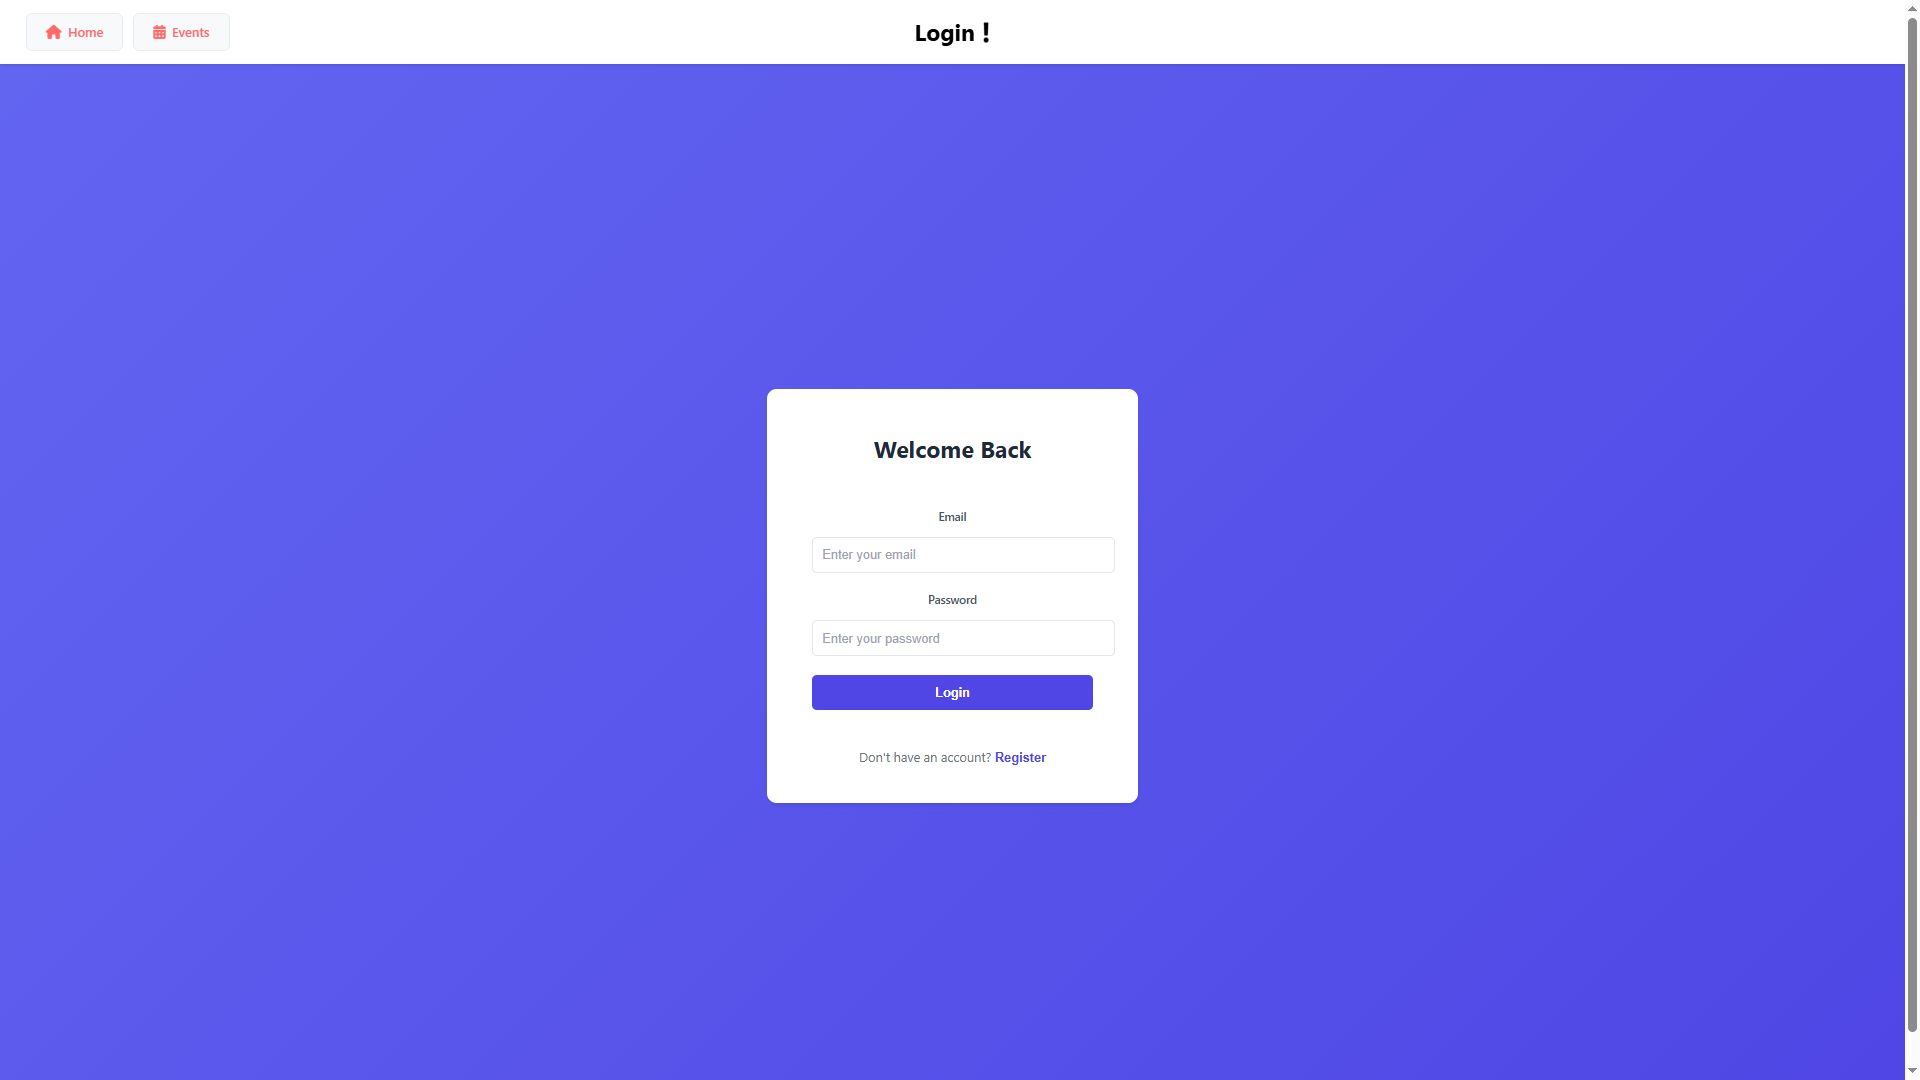 Home Events Login !
Welcome Back
Email
Enter your email
Password
Enter your password
Login
Don't have an account? Register